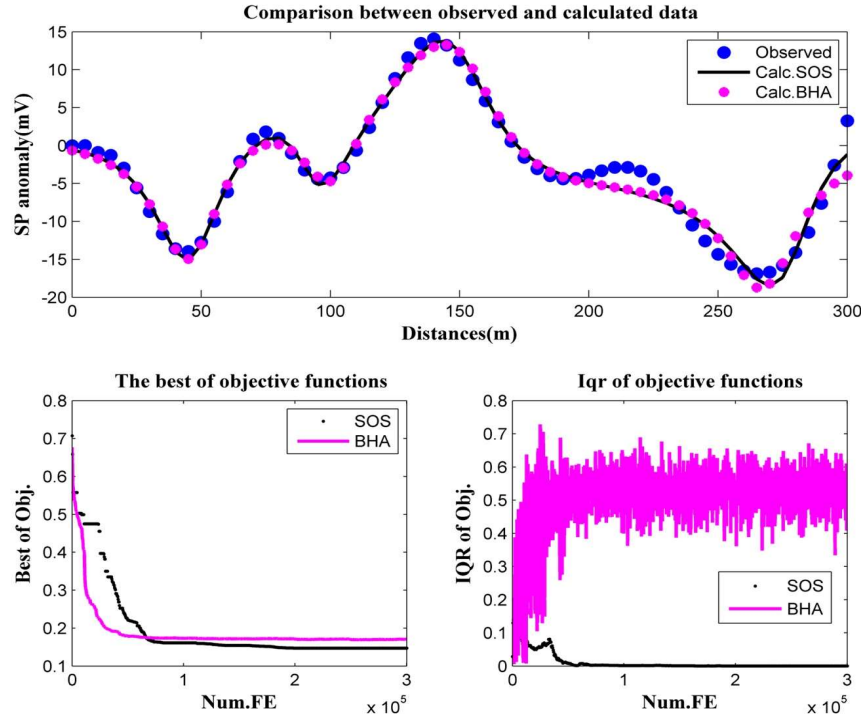 Comparison between observed and calculated data
15
10
5
0
-5
-10
-15
-20
SP anomaly(mV)
Observed
Calc.SOS
Calc.BHA
0 50 100 150 200 250 300
Distances(m)
The best of objective functions
0.8
0.7
0.6
0.5
0.4
0.3
0.2
0.1
Best of Obj.
SOS
BHA
0 1 2 3
Num.FE
x 10^5
Iqr of objective functions
0.8
0.7
0.6
0.5
0.4
0.3
0.2
0.1
0
IQR of Obj.
SOS
BHA
0 1 2 3
Num.FE
x 10^5